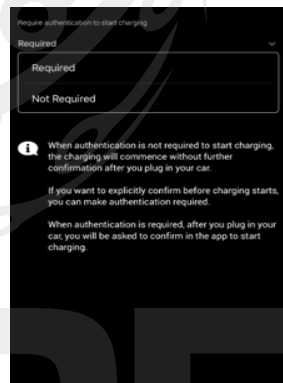 Require authentication to start charging
Required
Required
Not Required
When authentication is not required to start charging,
the charging will commence without further
confirmation after you plug in your car.
If you want to explicitly confirm before charging starts,
you can make authentication required.
When authentication is required, after you plug in your
car, you will be asked to confirm in the app to start
charging.